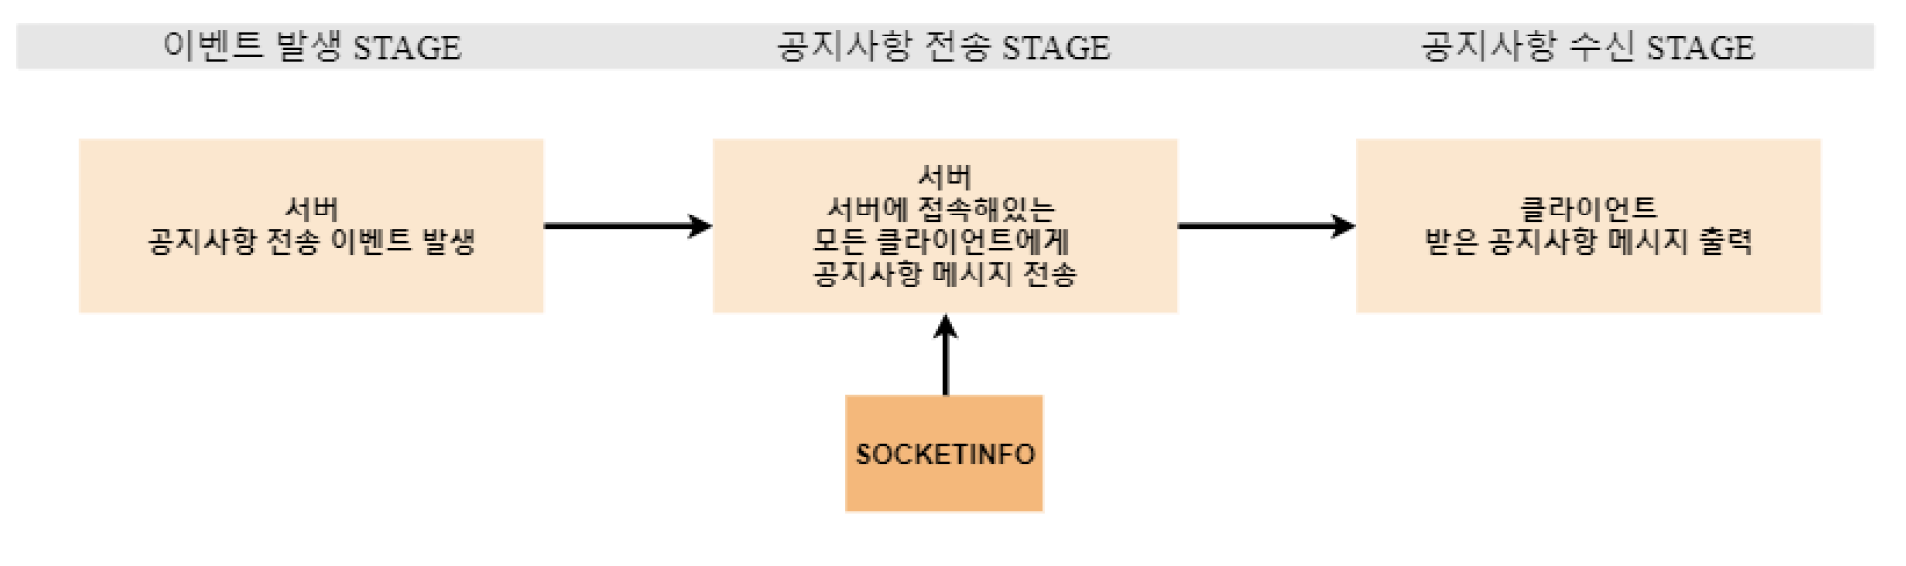 이벤트 발생 STAGE
공지사항 전송 STAGE
공지사항 수신 STAGE
서버
공지사항 전송 이벤트 발생
서버
서버에 접속해있는
모든 클라이언트에게
공지사항 메시지 전송
클라이언트
받은 공지사항 메시지 출력
SOCKETINFO